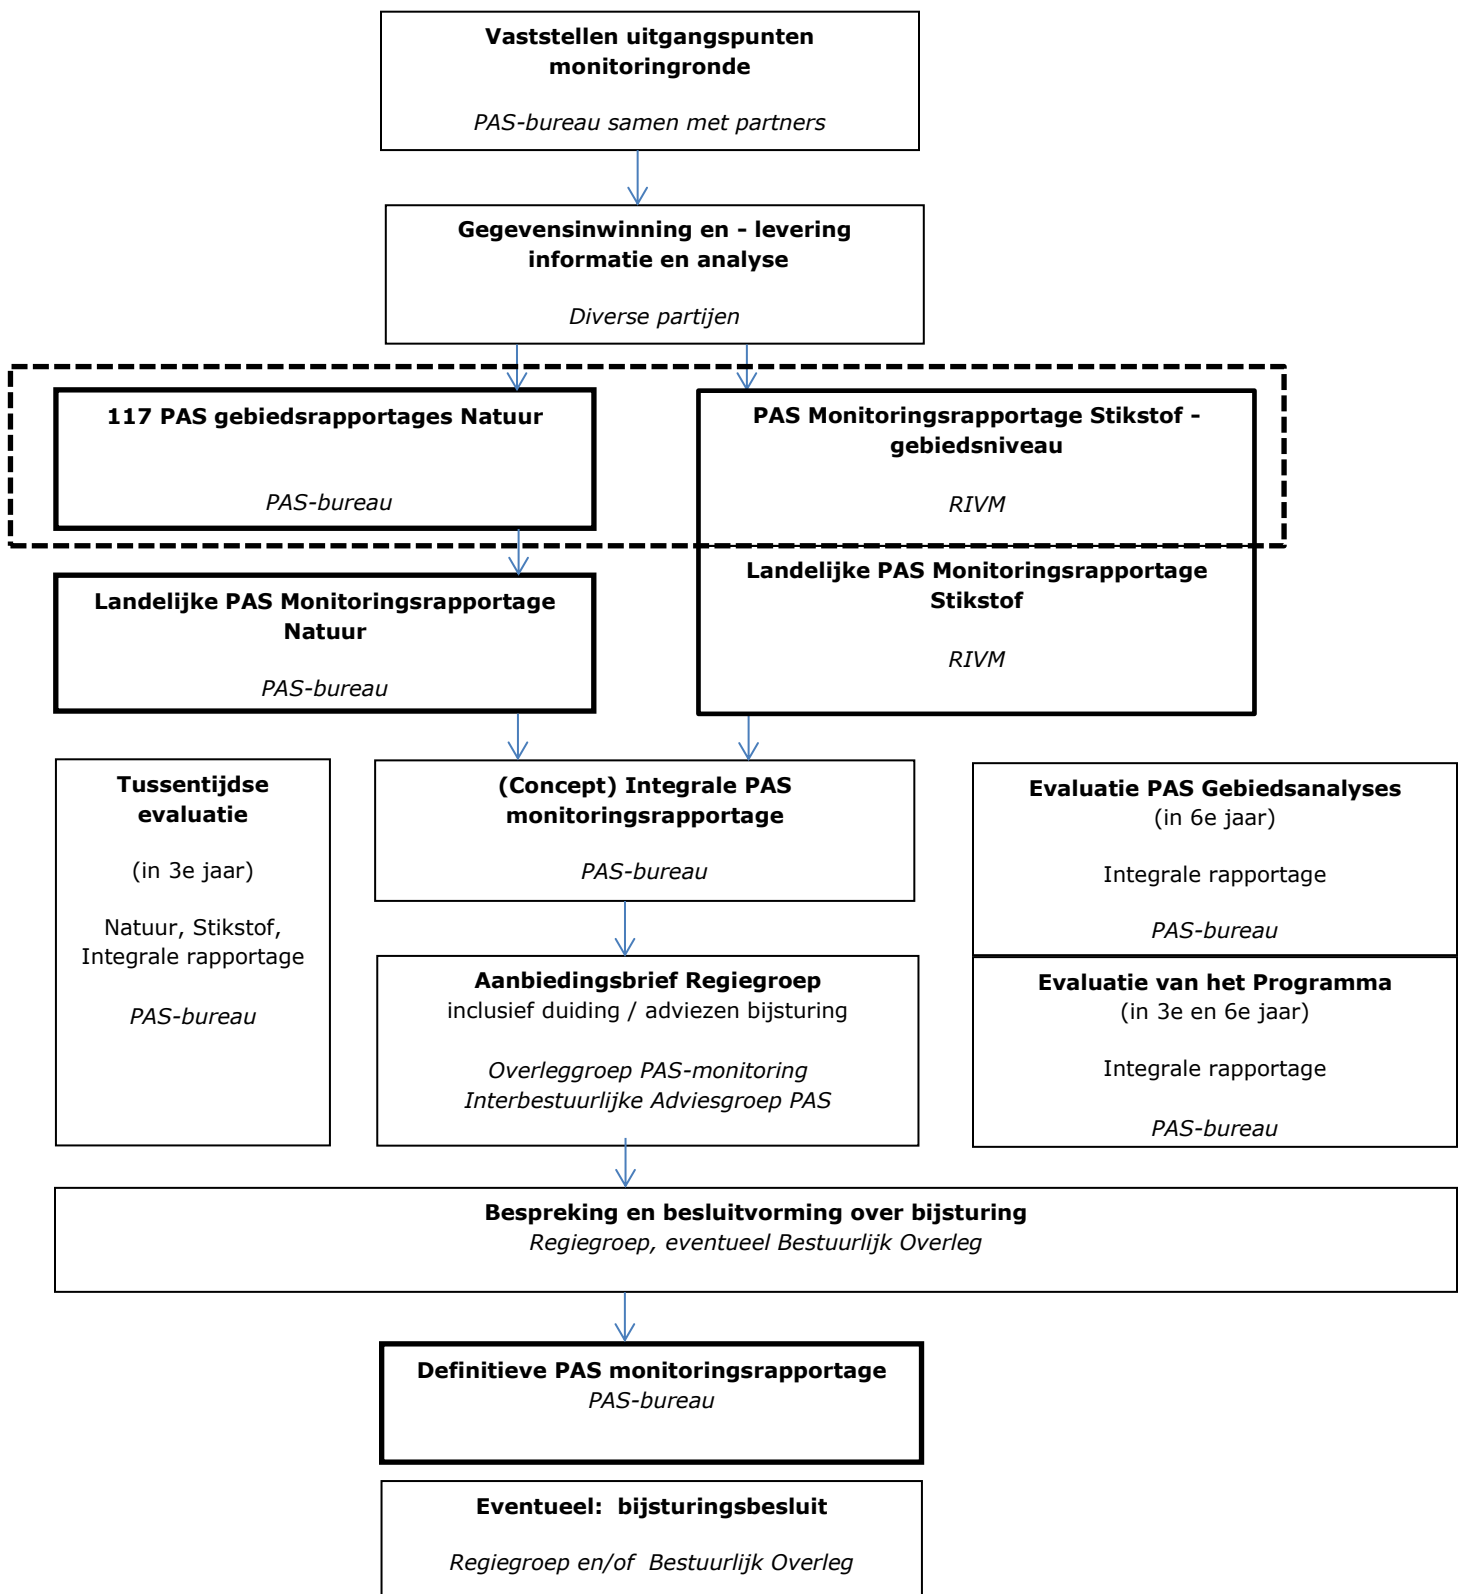 Vaststellen uitgangspunten
monitoringronde
PAS-bureau samen met partners
Gegevensinwinning en - levering
informatie en analyse
Diverse partijen
117 PAS gebiedsrapportages Natuur
PAS-bureau
PAS Monitoringsrapportage Stikstof -
gebiedsniveau
RIVM
Landelijke PAS Monitoringsrapportage
Natuur
PAS-bureau
Landelijke PAS Monitoringsrapportage
Stikstof
RIVM
Tussentijdse
evaluatie
(in 3e jaar)
Natuur, Stikstof,
Integrale rapportage
PAS-bureau
(Concept) Integrale PAS
monitoringsrapportage
PAS-bureau
Evaluatie PAS Gebiedsanalyses
(in 6e jaar)
Integrale rapportage
PAS-bureau
Aanbiedingsbrief Regiegroep
inclusief duiding / adviezen bijsturing
Overleggroep PAS-monitoring
Interbestuurlijke Adviesgroep PAS
Evaluatie van het Programma
(in 3e en 6e jaar)
Integrale rapportage
PAS-bureau
Bespreking en besluitvorming over bijsturing
Regiegroep, eventueel Bestuurlijk Overleg
Definitieve PAS monitoringsrapportage
PAS-bureau
Eventueel:  bijsturingsbesluit
Regiegroep en/of  Bestuurlijk Overleg